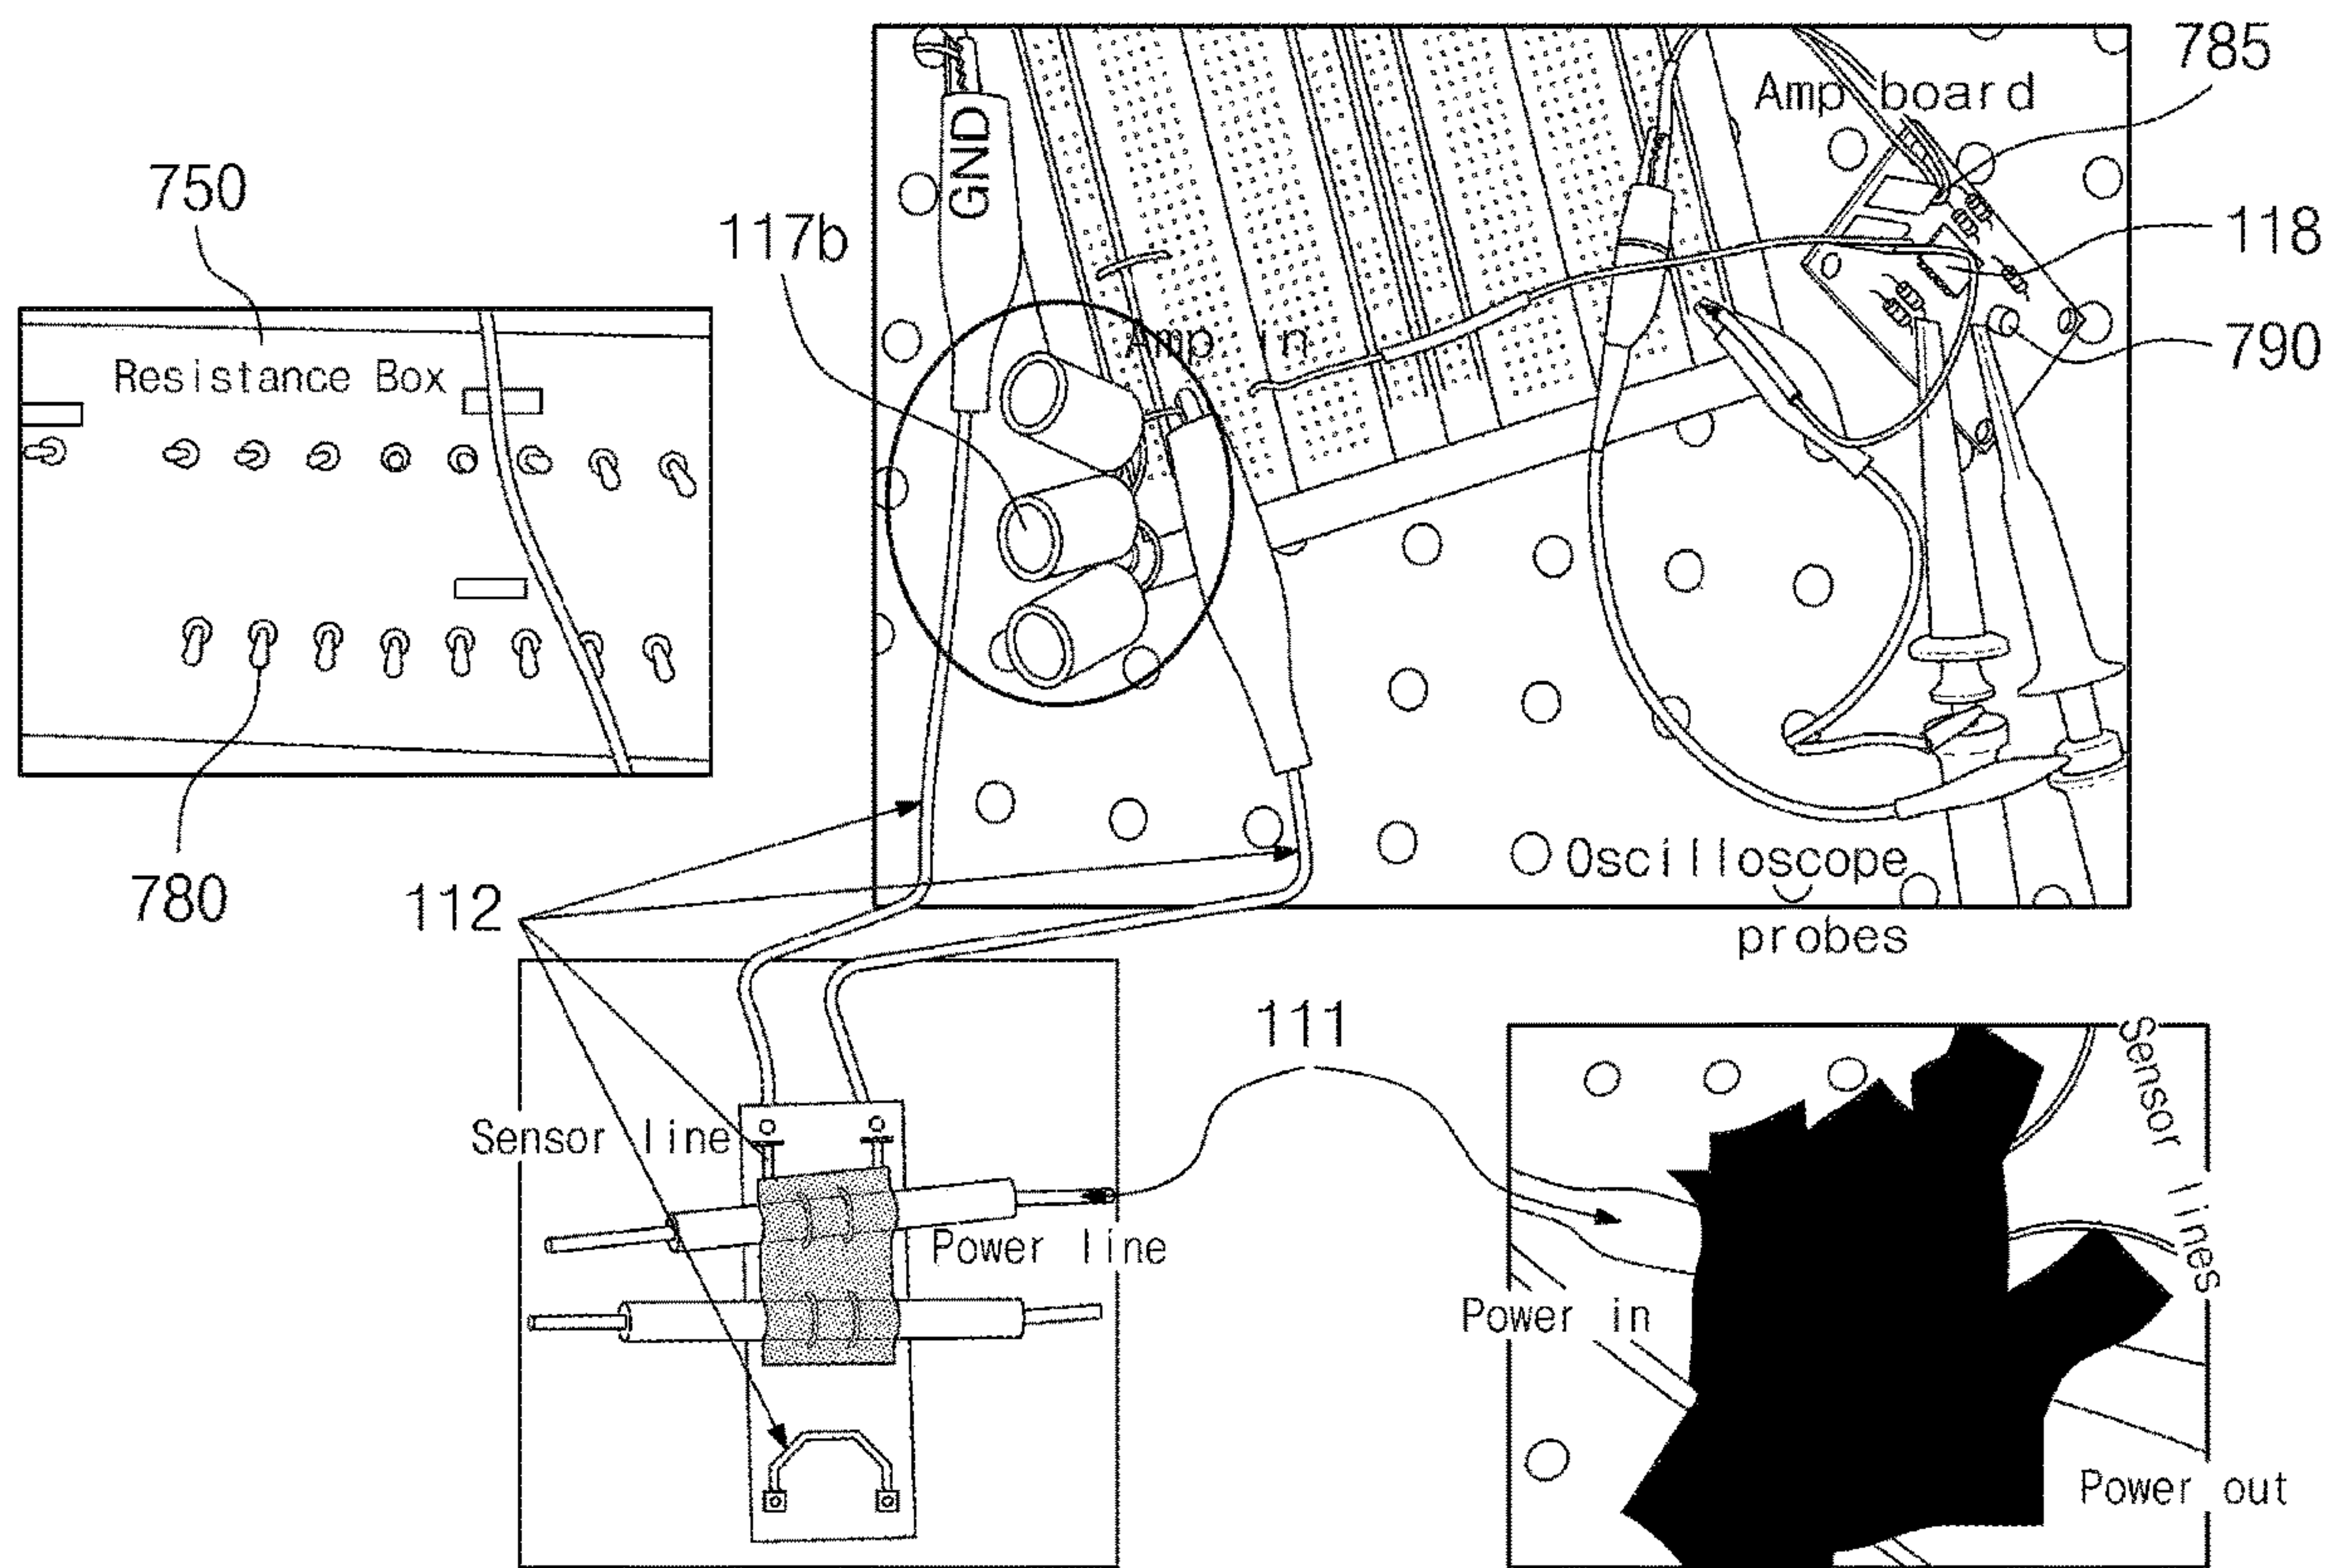 785
Amp board
750
GND
117b
118
Amp in
790
Resistance Box
780
112
Oscilloscope
probes
111
Sensor line
Sensor lines
Power line
Power in
Power out